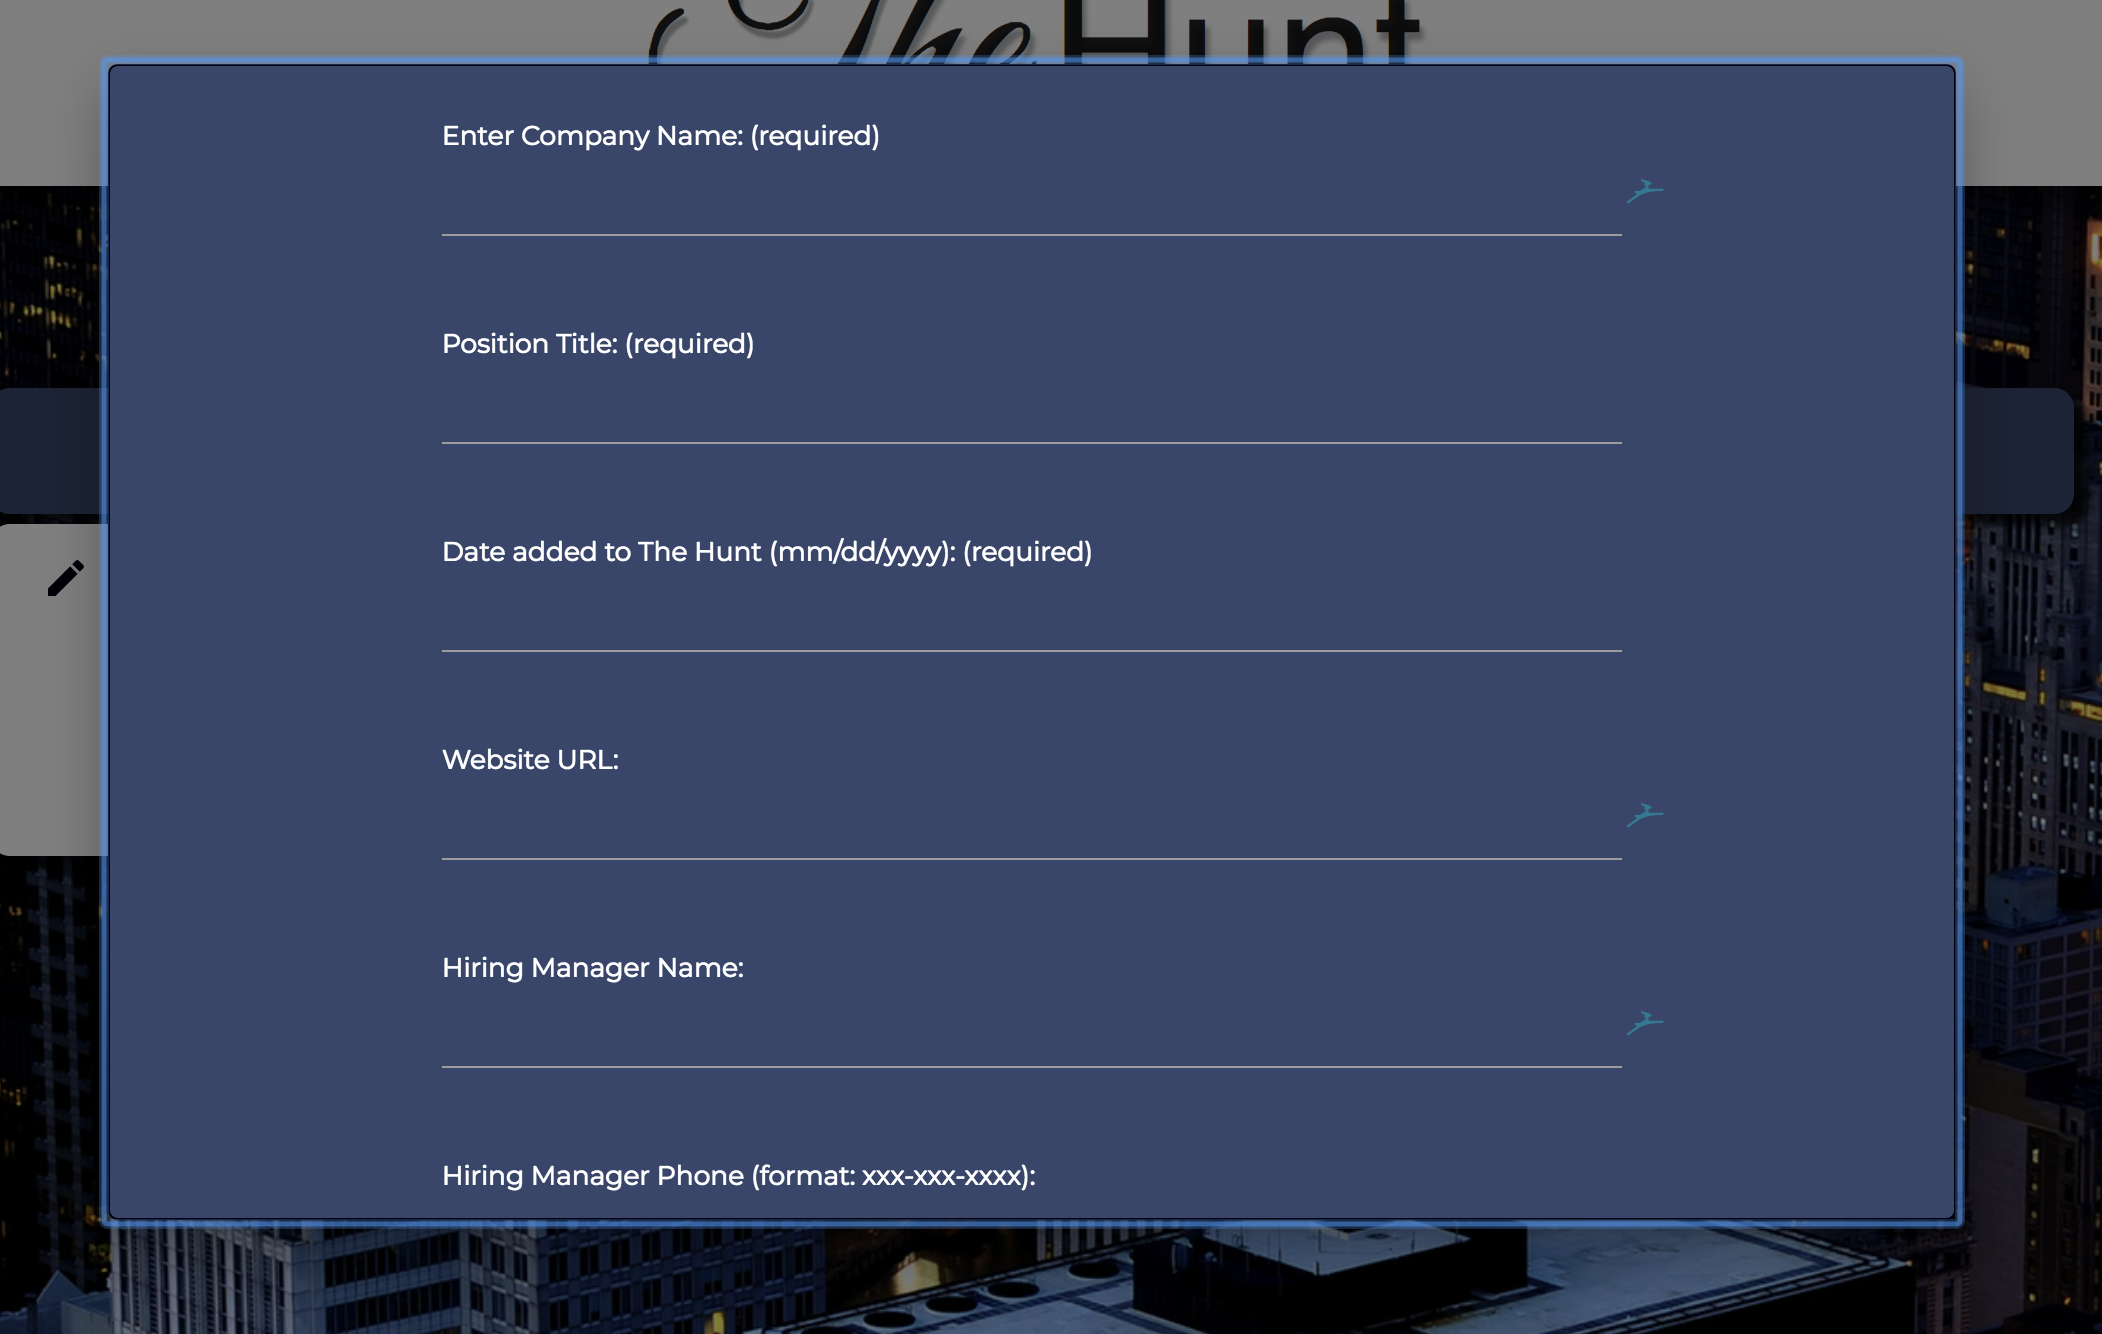 The Hunt
Enter Company Name: (required)
Position Title: (required)
Date added to The Hunt (mm/dd/yyyy): (required)
Website URL:
Hiring Manager Name:
Hiring Manager Phone (format: xxx-xxx-xxxx):